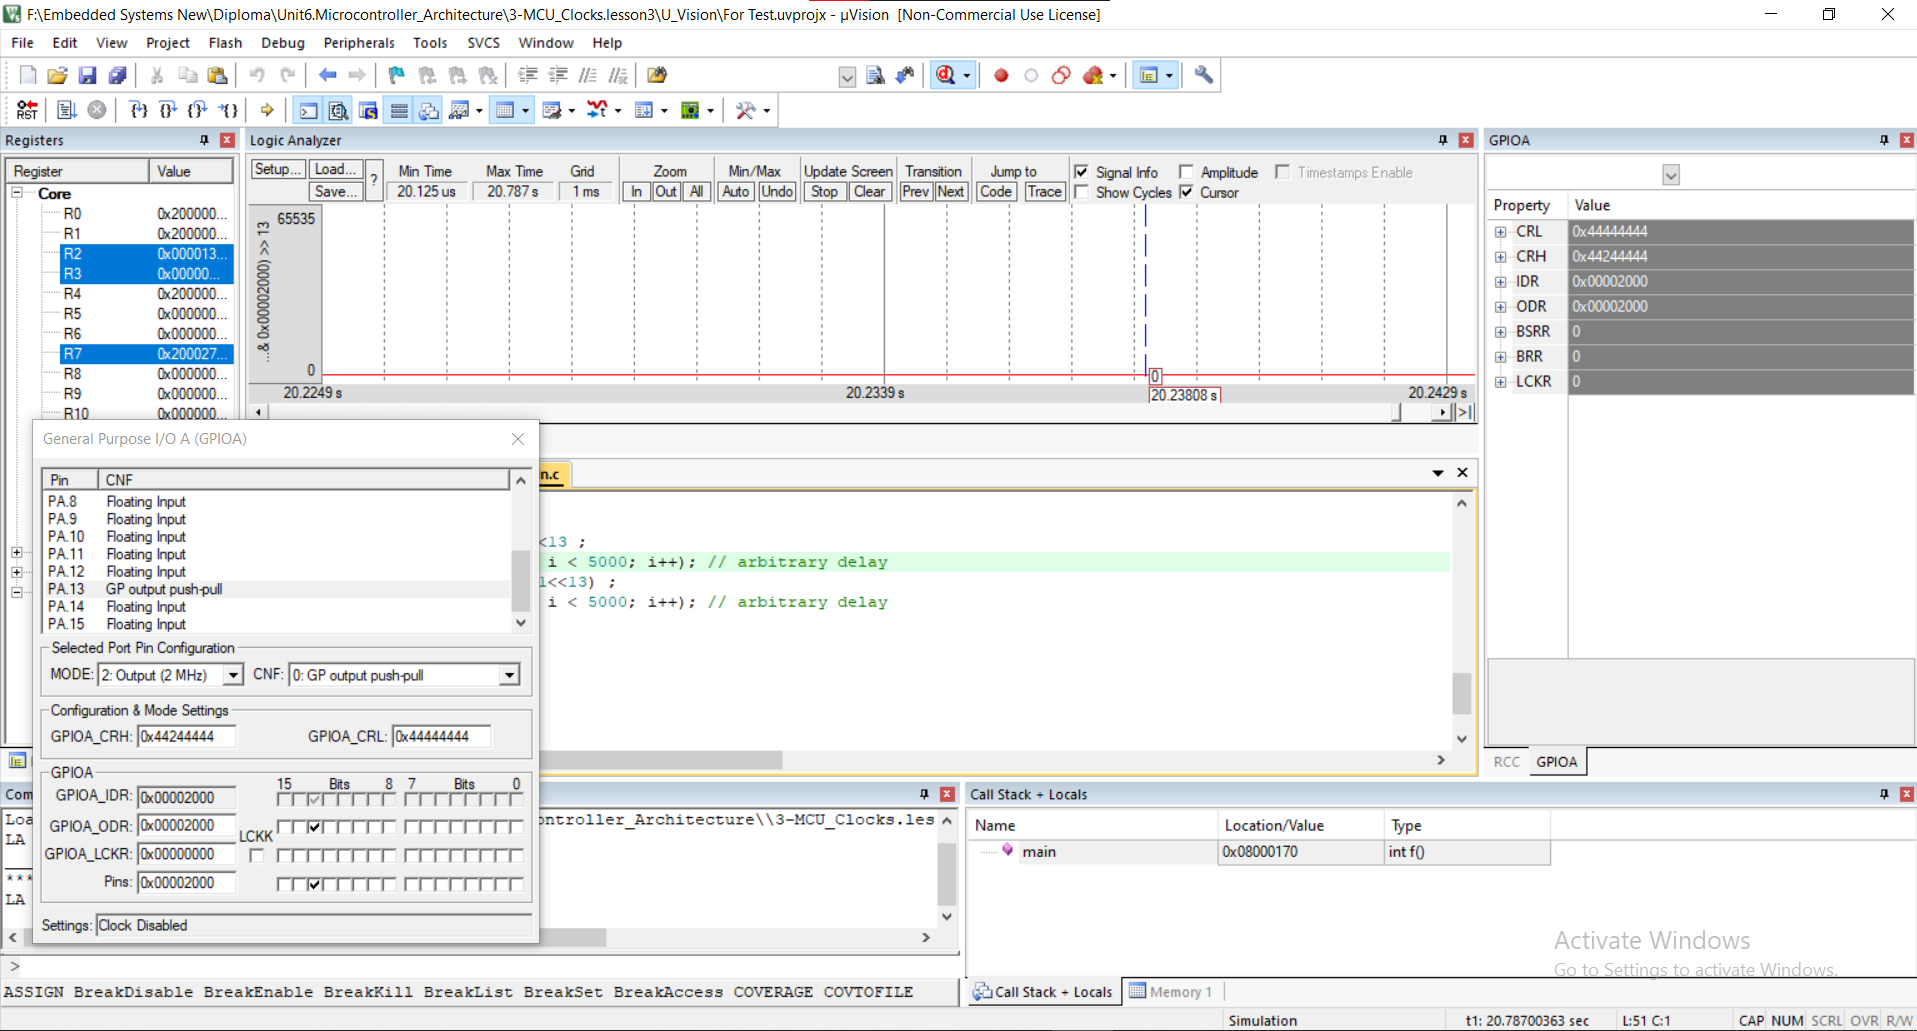 F:\Embedded Systems New\Diploma\Unit6.Microcontroller_Architecture\3-MCU_Clocks.lesson3\U_Vision\For Test.uvprojx - µVision [Non-Commercial Use License]
File Edit View Project Flash Debug Peripherals Tools SVCS Window Help
RST
Registers
Register Value
Core
R0 0x200000...
R1 0x200000...
R2 0x000013...
R3 0x00000...
R4 0x200000...
R5 0x000000...
R6 0x000000...
R7 0x200027...
R8 0x000000...
R9 0x000000...
R10 0x000000...
Logic Analyzer
Setup... Load... Save... ?
Min Time Max Time Grid Zoom Min/Max Update Screen Transition Jump to
20.125 us 20.787 s 1 ms In Out All Auto Undo Stop Clear Prev Next Code Trace
Signal Info Amplitude Timestamps Enable
Show Cycles Cursor
65535
...& 0x00002000) >> 13
0
0
20.2249 s 20.2339 s 20.23808 s 20.2429 s
GPIOA
Property Value
CRL 0x44444444
CRH 0x44244444
IDR 0x00002000
ODR 0x00002000
BSRR 0
BRR 0
LCKR 0
RCC GPIOA
General Purpose I/O A (GPIOA)
Pin CNF
PA.8 Floating Input
PA.9 Floating Input
PA.10 Floating Input
PA.11 Floating Input
PA.12 Floating Input
PA.13 GP output push-pull
PA.14 Floating Input
PA.15 Floating Input
Selected Port Pin Configuration
MODE: 2: Output (2 MHz) CNF: 0: GP output push-pull
Configuration & Mode Settings
GPIOA_CRH: 0x44244444 GPIOA_CRL: 0x44444444
GPIOA
15 Bits 8 7 Bits 0
GPIOA_IDR: 0x00002000
GPIOA_ODR: 0x00002000
LCKK
GPIOA_LCKR: 0x00000000
Pins: 0x00002000
Settings: Clock Disabled
n.c
<13 ;
i < 5000; i++); // arbitrary delay
1<<13) ;
i < 5000; i++); // arbitrary delay
Com
Loa
ontroller_Architecture\\3-MCU_Clocks.les
LA
***
LA
>
ASSIGN BreakDisable BreakEnable BreakKill BreakList BreakSet BreakAccess COVERAGE COVTOFILE
Call Stack + Locals
Name Location/Value Type
main 0x08000170 int f()
Activate Windows
Go to Settings to activate Windows.
Call Stack + Locals Memory 1
Simulation t1: 20.78700363 sec L:51 C:1 CAP NUM SCRL OVR R/W